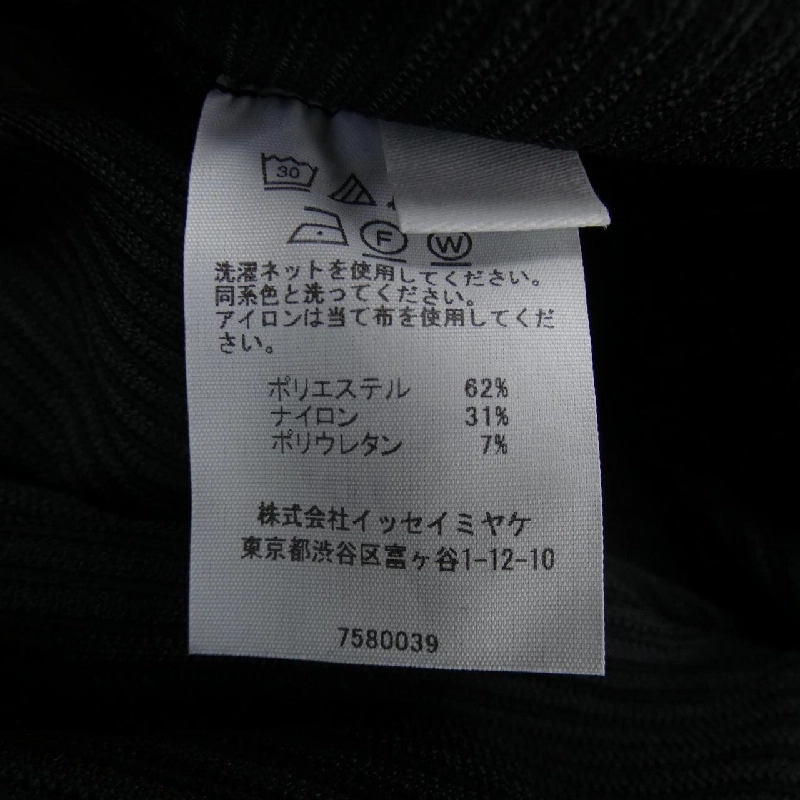 30
F W
洗濯ネットを使用してください。
同系色と洗ってください。
アイロンは当て布を使用してくだ
さい。
ポリエステル 62%
ナイロン 31%
ポリウレタン 7%
株式会社イッセイミヤケ
東京都渋谷区富ヶ谷1-12-10
7580039